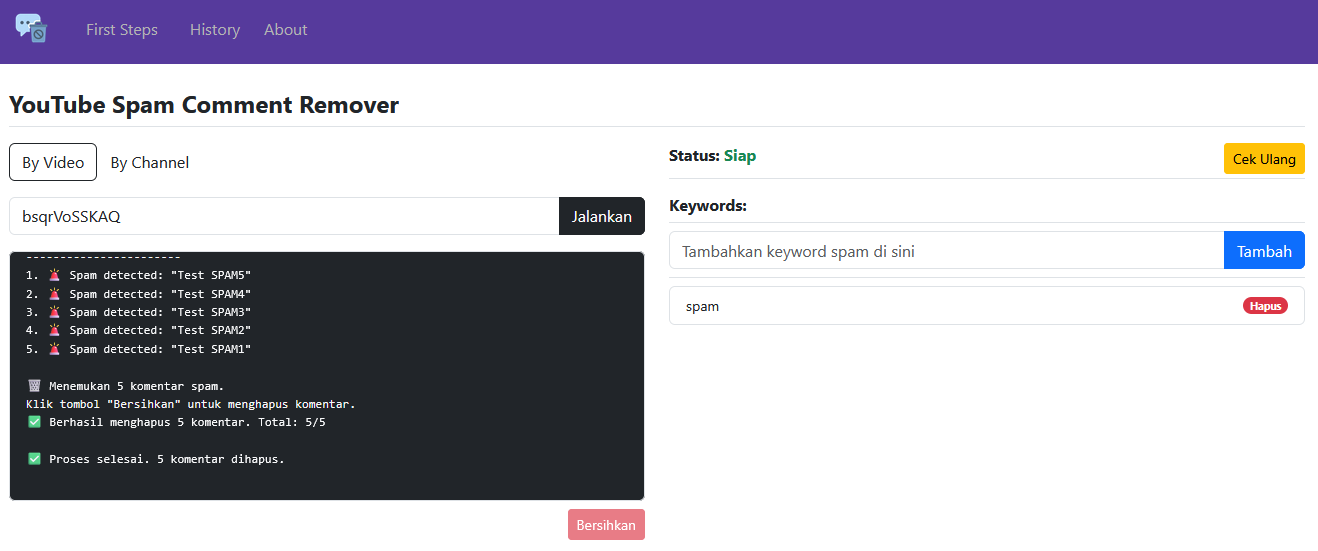 First Steps History About
YouTube Spam Comment Remover
By Video By Channel
bsqrVoSSKAQ Jalankan
-----------------------
1. 🚨 Spam detected: "Test SPAM5"
2. 🚨 Spam detected: "Test SPAM4"
3. 🚨 Spam detected: "Test SPAM3"
4. 🚨 Spam detected: "Test SPAM2"
5. 🚨 Spam detected: "Test SPAM1"
🗑️ Menemukan 5 komentar spam.
Klik tombol "Bersihkan" untuk menghapus komentar.
✅ Berhasil menghapus 5 komentar. Total: 5/5
✅ Proses selesai. 5 komentar dihapus.
Bersihkan
Status: Siap Cek Ulang
Keywords:
Tambahkan keyword spam di sini Tambah
spam Hapus